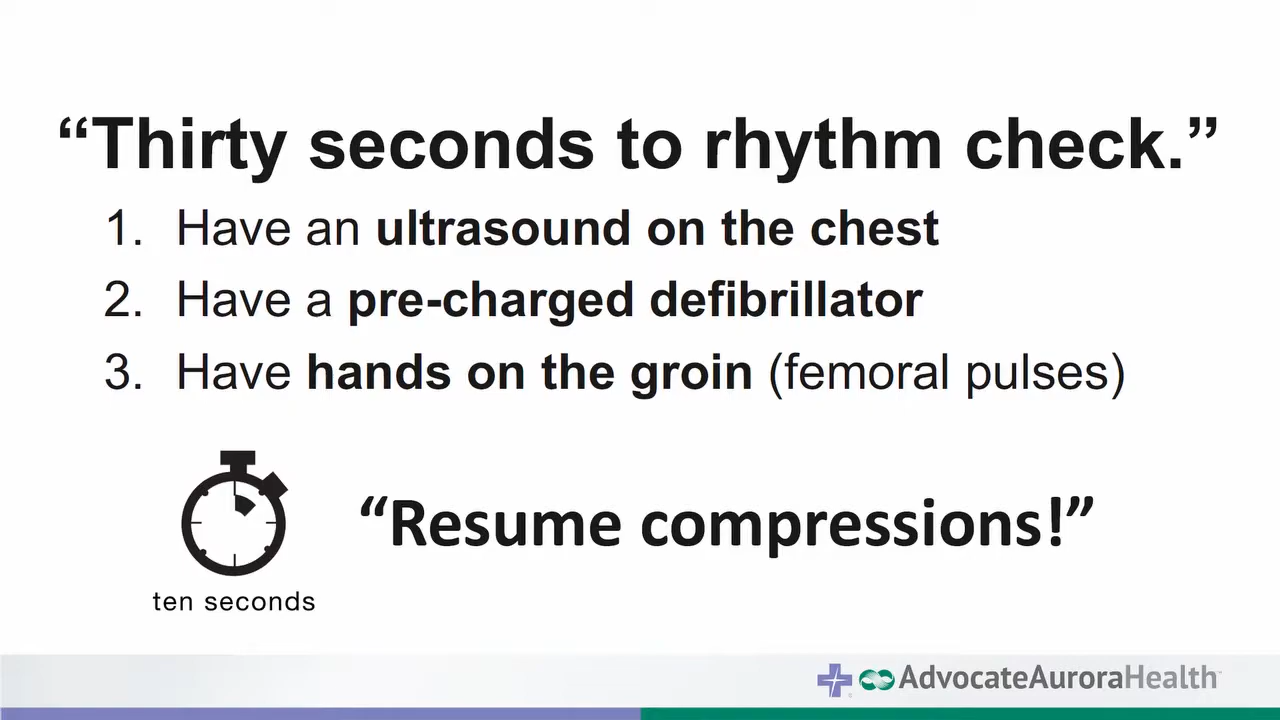 “Thirty seconds to rhythm check.”
1. Have an ultrasound on the chest
2. Have a pre-charged defibrillator
3. Have hands on the groin (femoral pulses)
“Resume compressions!”
ten seconds
AdvocateAuroraHealth™